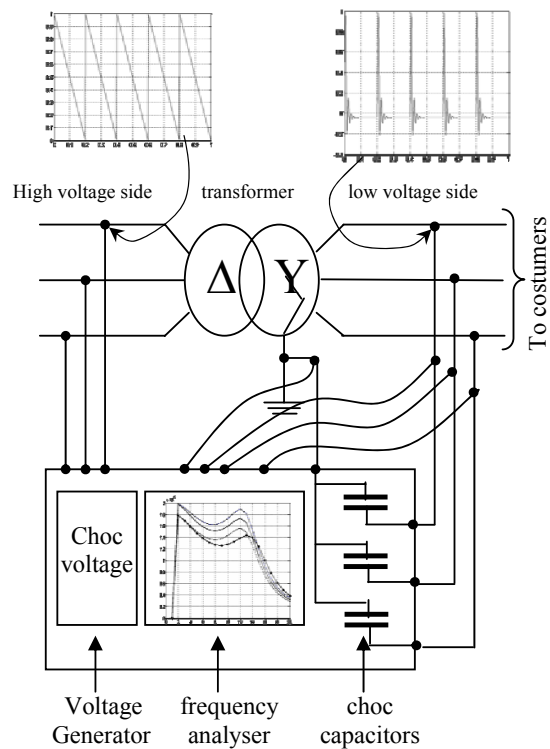 High voltage side
transformer
low voltage side
Δ
Y
To costumers
Choc
voltage
Voltage
Generator
frequency
analyser
choc
capacitors